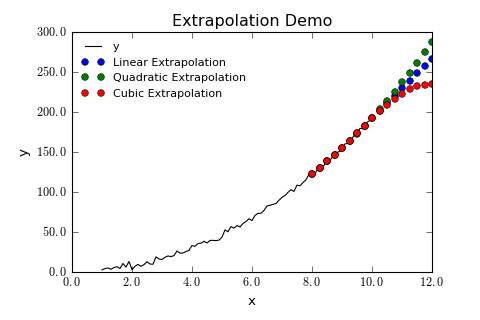 Extrapolation Demo
300.0
250.0
200.0
150.0
100.0
50.0
0.0
y
y
Linear Extrapolation
Quadratic Extrapolation
Cubic Extrapolation
0.0
2.0
4.0
6.0
8.0
10.0
12.0
x